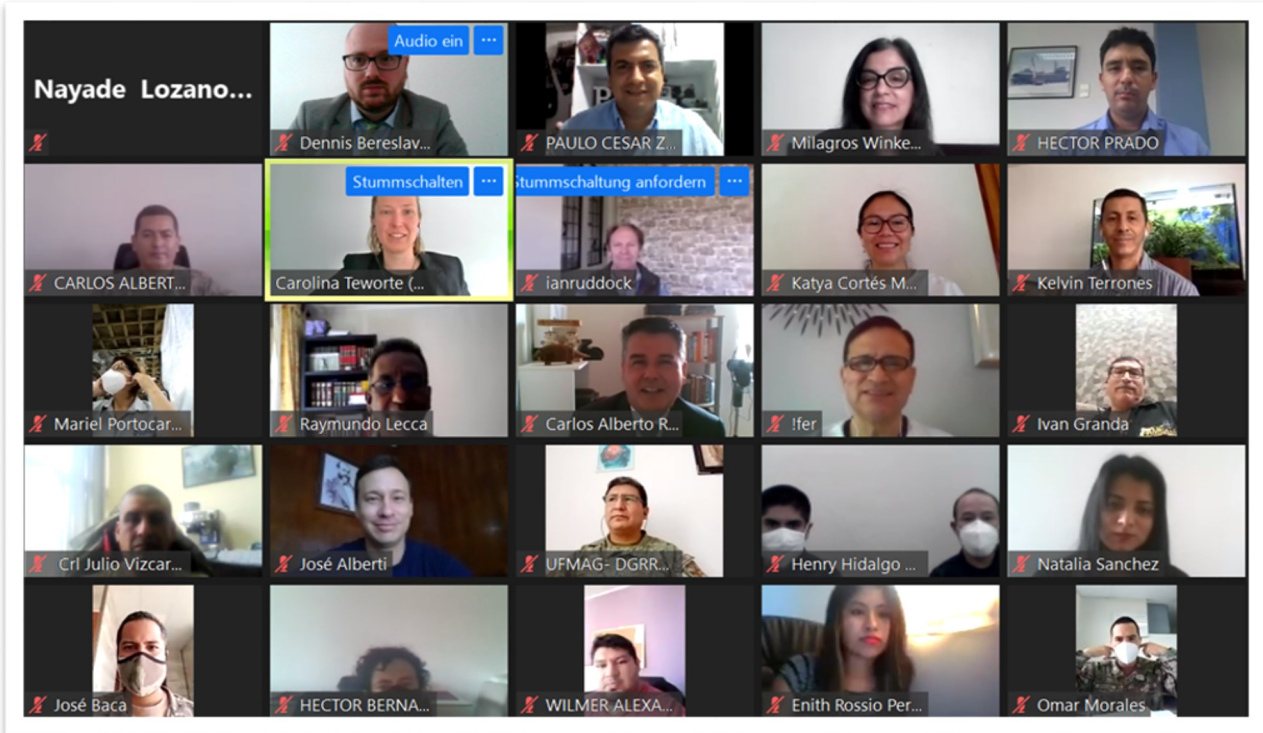 Nayade Lozano...
Audio ein ...
Dennis Bereslav...
PAULO CESAR Z...
Milagros Winke...
HECTOR PRADO
CARLOS ALBERT...
Stummschalten ...
Carolina Teworte (...
Stummschaltung anfordern ...
ianruddock
Katya Cortés M...
Kelvin Terrones
Mariel Portocar...
Raymundo Lecca
Carlos Alberto R...
!fer
Ivan Granda
Crl Julio Vizcar...
José Alberti
UFMAG- DGRR...
Henry Hidalgo ...
Natalia Sanchez
José Baca
HECTOR BERNA...
WILMER ALEXA...
Enith Rossio Per...
Omar Morales